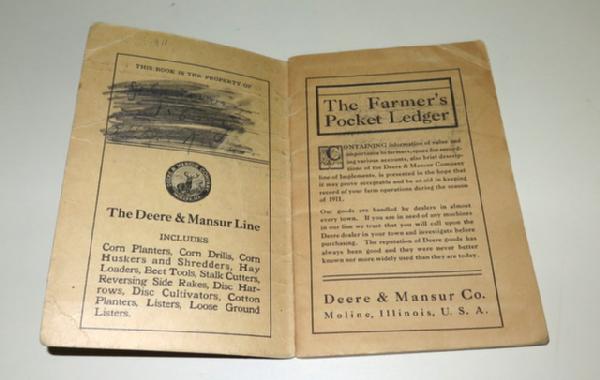 THIS BOOK IS THE PROPERTY OF
DEERE & MANSUR COMPANY
The Deere & Mansur Line
INCLUDES
Corn Planters, Corn Drills, Corn
Huskers and Shredders, Hay
Loaders, Beet Tools, Stalk Cutters,
Reversing Side Rakes, Disc Har-
rows, Disc Cultivators, Cotton
Planters, Listers, Loose Ground
Listers.
The Farmer's
Pocket Ledger
CONTAINING information of value and
importance to farmers, space for record-
ing various accounts, also brief descrip-
tions of the Deere & Mansur Company
line of Implements, is presented in the hope that
it may prove acceptable and be an aid in keeping
record of your farm operations during the season
of 1911.
Our goods are handled by dealers in almost
every town. If you are in need of any machines
in our line we trust that you will call upon the
Deere dealer in your town and investigate before
purchasing. The reputation of Deere goods has
always been good and they were never better
known nor more widely used than they are today.
Deere & Mansur Co.
Moline, Illinois, U. S. A.